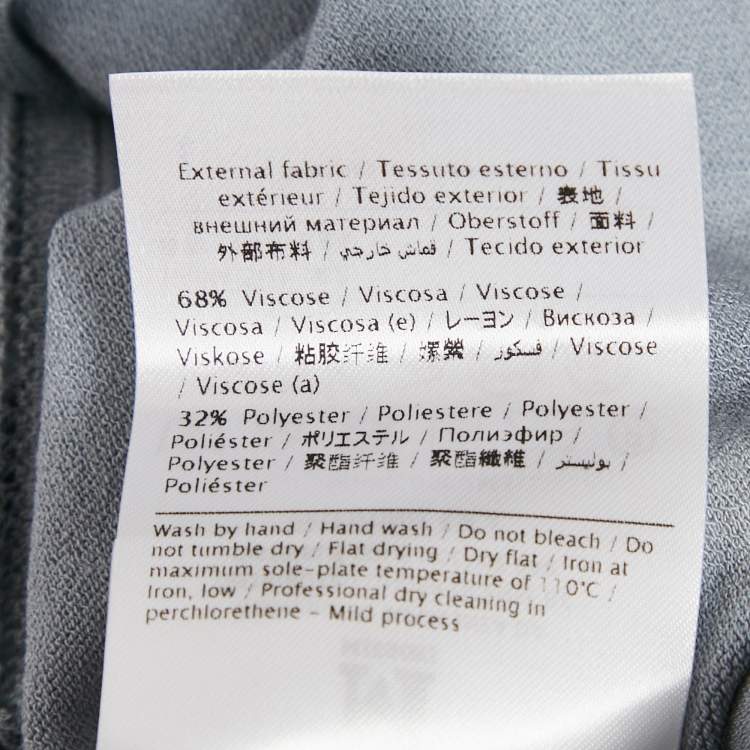 External fabric / Tessuto esterno / Tissu
extérieur / Tejido exterior / 表地 /
внешний материал / Oberstoff / 面料 /
外部布料 / قماش خارجي / Tecido exterior
68% Viscose / Viscosa / Viscose /
Viscosa / Viscosa (e) / レーヨン / Вискоза /
Viskose / 粘胶纤维 / 嫘縈 / فسكوز / Viscose
/ Viscose (a)
32% Polyester / Poliestere / Polyester /
Poliéster / ポリエステル / Полиэфир /
Polyester / 聚酯纤维 / 聚酯纖維 / بوليستر /
Poliéster
Wash by hand / Hand wash / Do not bleach / Do
not tumble dry / Flat drying / Dry flat / Iron at
maximum sole-plate temperature of 110°C /
Iron, low / Professional dry cleaning in
perchlorethene - Mild process